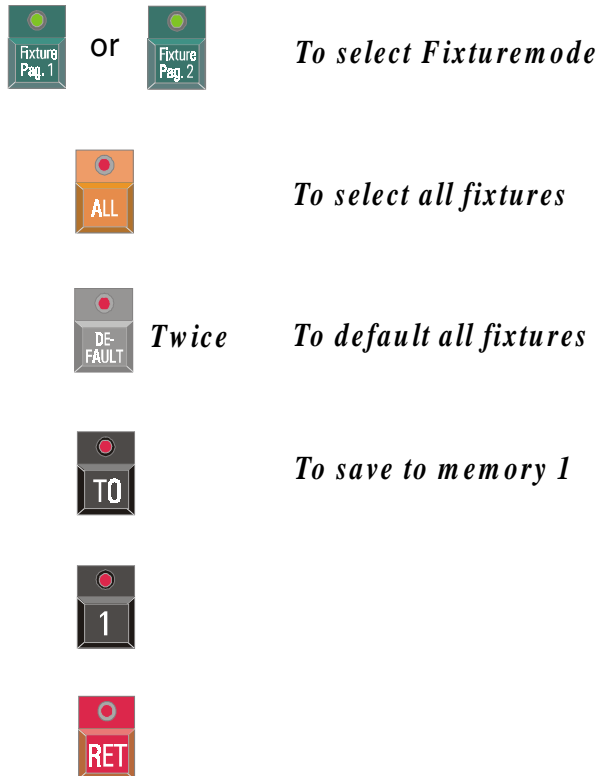 Fixture
Pag. 1
or
Fixture
Pag. 2
To select Fixturemode
ALL
To select all fixtures
DE-
FAULT
Twice
To default all fixtures
TO
To save to memory 1
1
RET